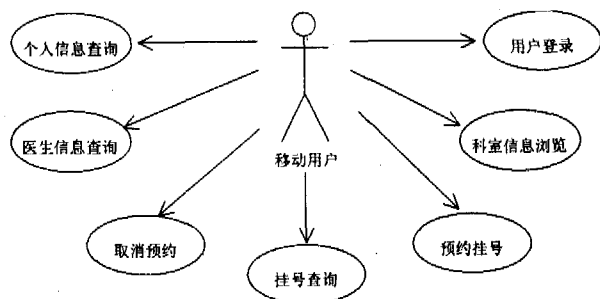 个人信息查询
用户登录
医生信息查询
科室信息浏览
移动用户
取消预约
预约挂号
挂号查询